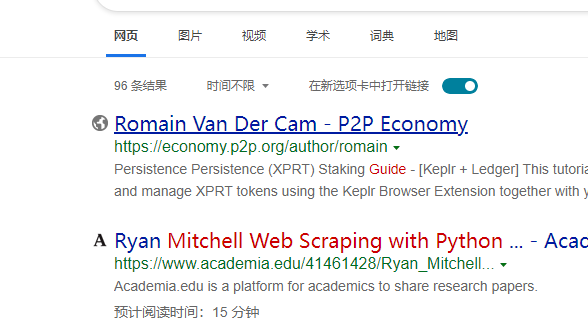 网页 图片 视频 学术 词典 地图
96 条结果 时间不限 在新选项卡中打开链接
Romain Van Der Cam - P2P Economy
https://economy.p2p.org/author/romain
Persistence Persistence (XPRT) Staking Guide - [Keplr + Ledger] This tutoria
and manage XPRT tokens using the Keplr Browser Extension together with y
A Ryan Mitchell Web Scraping with Python ... - Acade
https://www.academia.edu/41461428/Ryan_Mitchell...
Academia.edu is a platform for academics to share research papers.
预计阅读时间：15 分钟